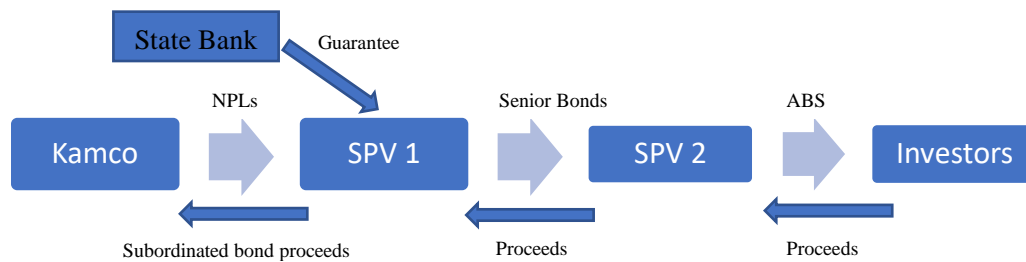 State Bank
Guarantee
NPLs
Senior Bonds
ABS
Kamco
SPV 1
SPV 2
Investors
Subordinated bond proceeds
Proceeds
Proceeds